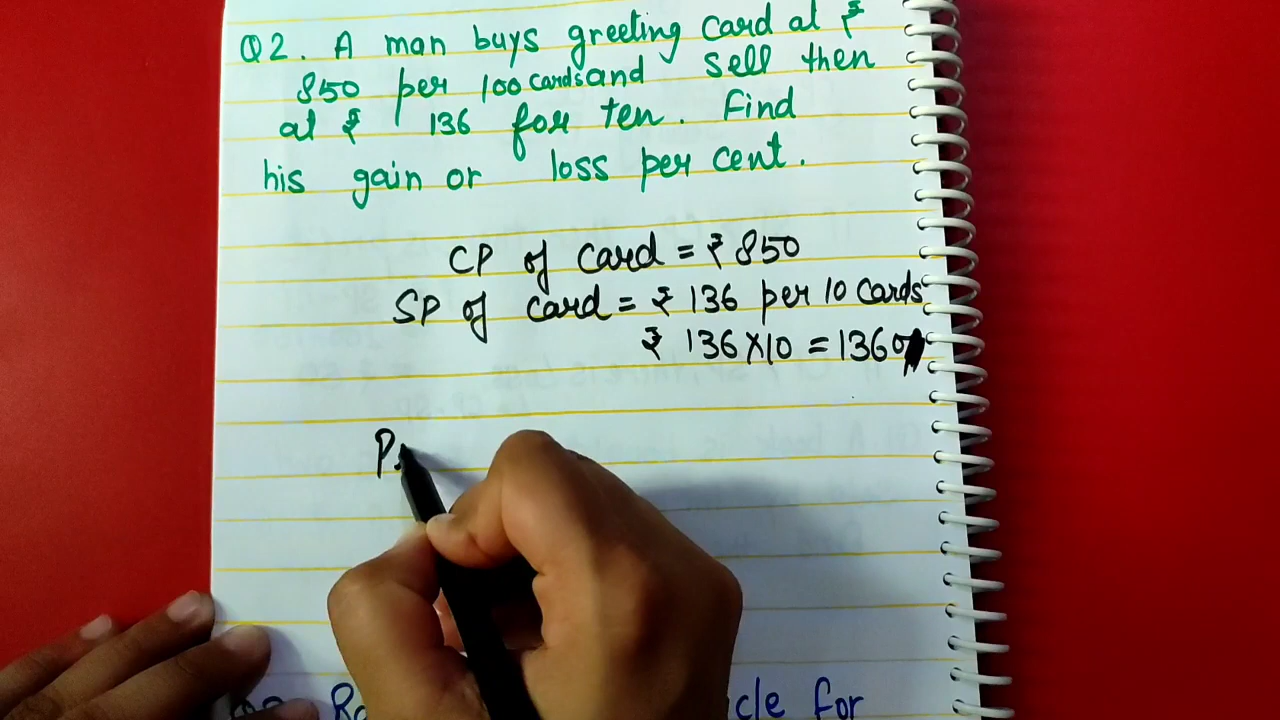 Q2. A man buys greeting card at ₹
850 per 100 cards and sell then
at ₹ 136 for ten. Find
his gain or loss per cent.
CP of card = ₹ 850
SP of card = ₹ 136 per 10 cards
₹ 136 × 10 = 1360
P
cle for